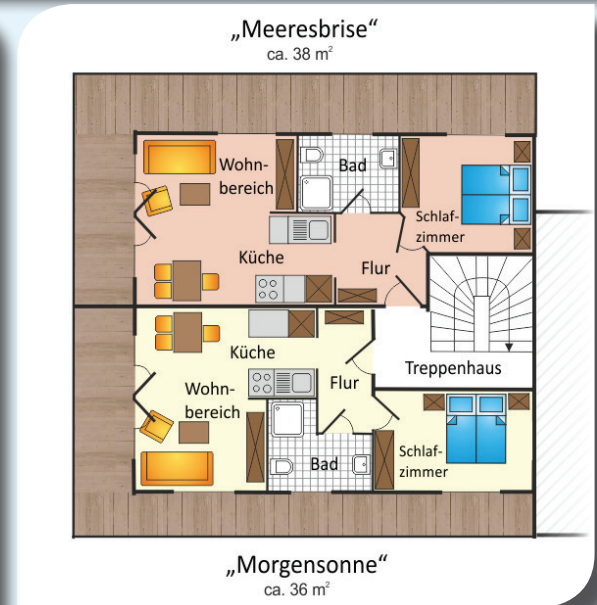 „Meeresbrise“
ca. 38 m²
Wohn-
bereich
Bad
Schlaf-
zimmer
Küche
Flur
Treppenhaus
Küche
Wohn-
bereich
Flur
Bad
Schlaf-
zimmer
„Morgensonne“
ca. 36 m²